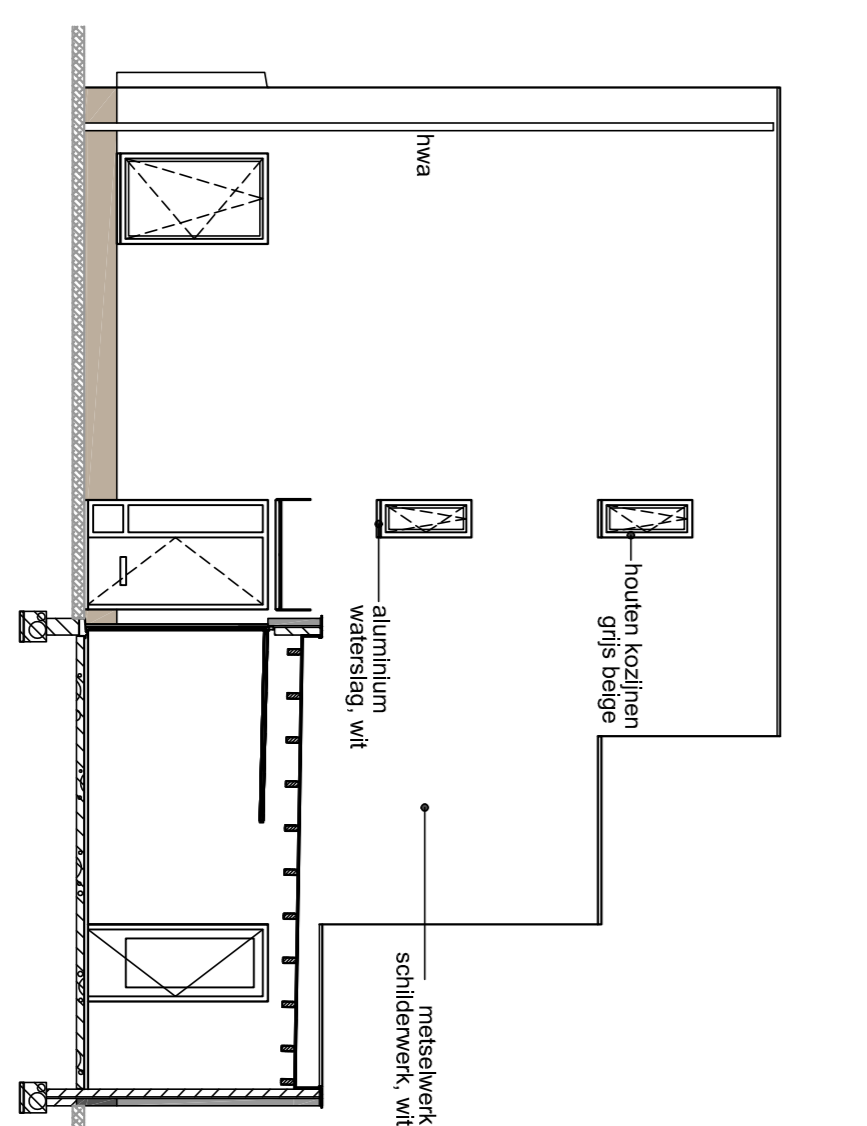 hwa
houten kozijnen
grijs beige
aluminium
waterslag, wit
metselwerk
schilderwerk, wit